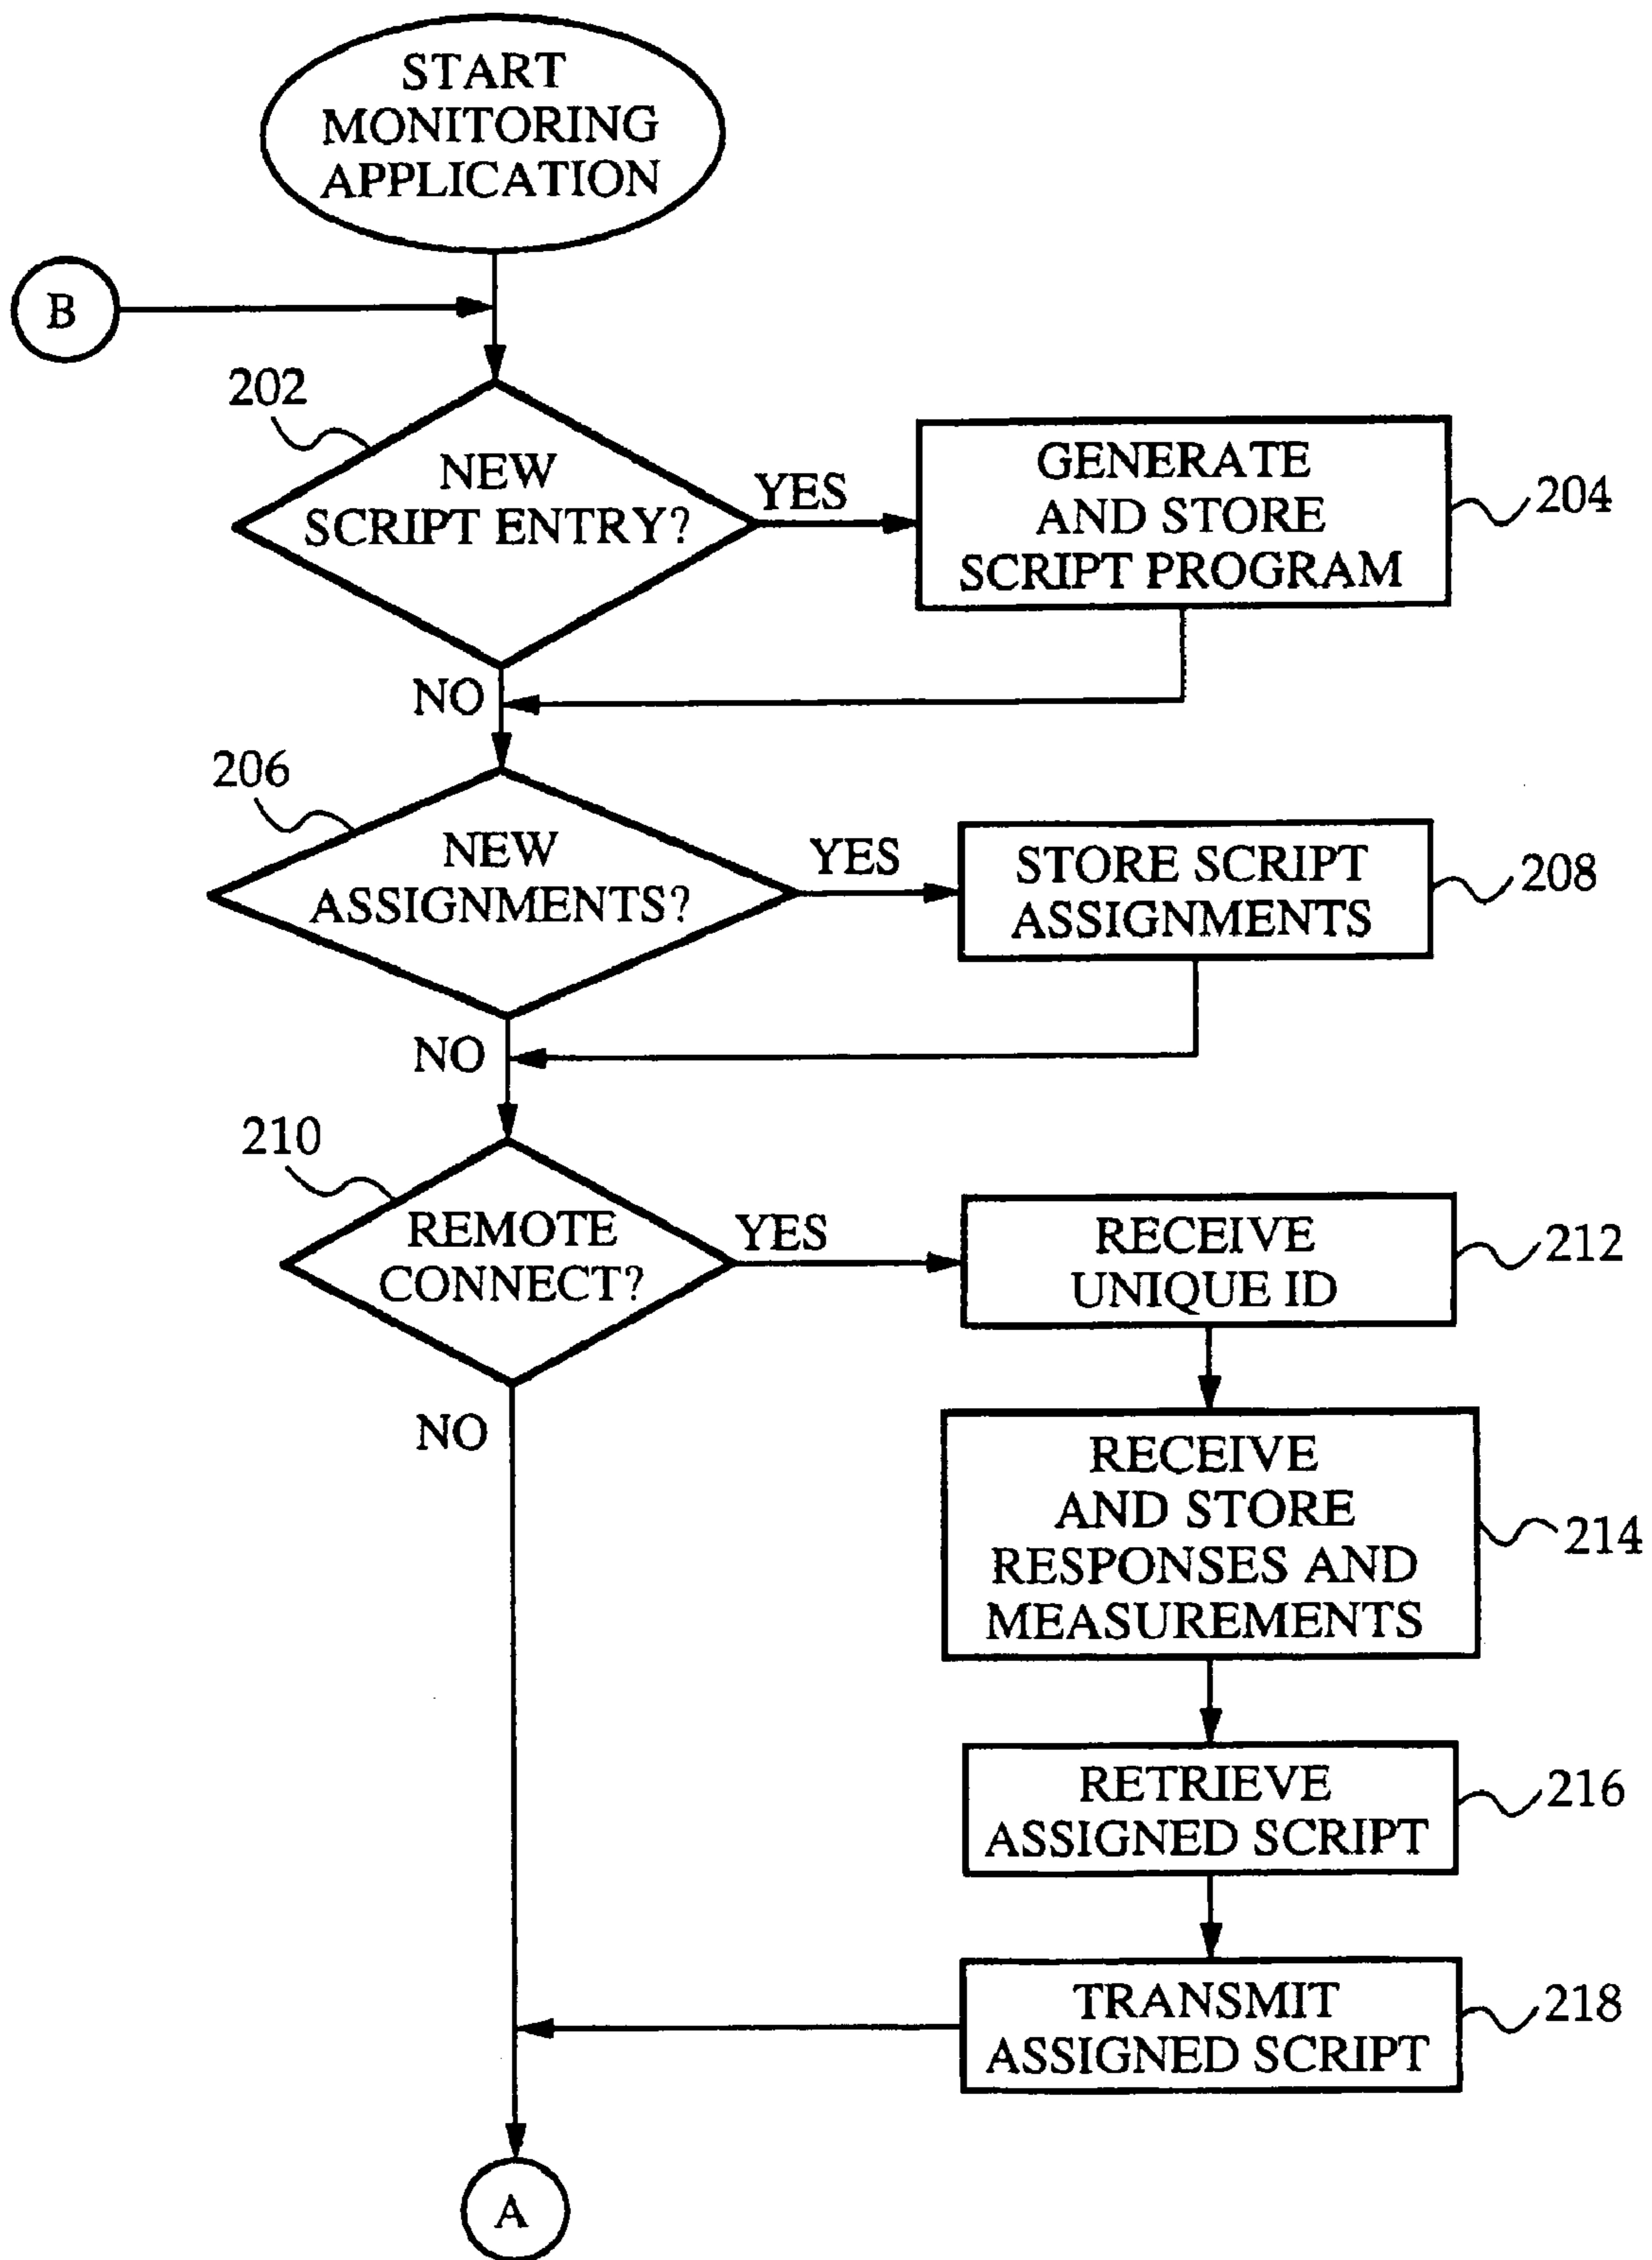 START
MONITORING
APPLICATION
B
202
NEW
SCRIPT ENTRY?
YES
GENERATE
AND STORE
SCRIPT PROGRAM
204
NO
206
NEW
ASSIGNMENTS?
YES
STORE SCRIPT
ASSIGNMENTS
208
NO
210
REMOTE
CONNECT?
YES
RECEIVE
UNIQUE ID
212
NO
RECEIVE
AND STORE
RESPONSES AND
MEASUREMENTS
214
RETRIEVE
ASSIGNED SCRIPT
216
TRANSMIT
ASSIGNED SCRIPT
218
A